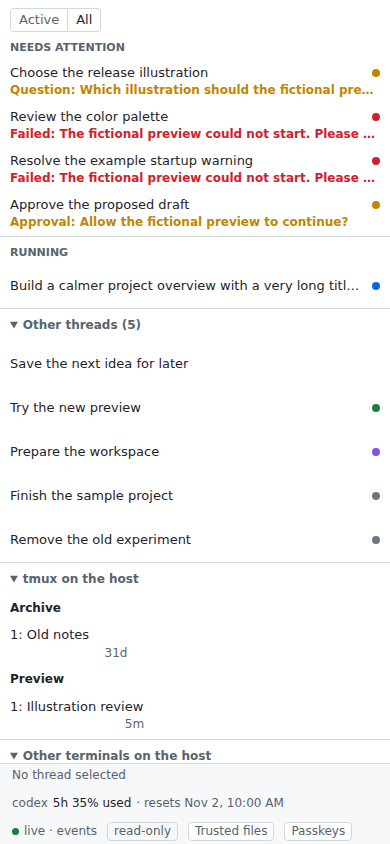 Active All
NEEDS ATTENTION
Choose the release illustration
Question: Which illustration should the fictional pre…
Review the color palette
Failed: The fictional preview could not start. Please …
Resolve the example startup warning
Failed: The fictional preview could not start. Please …
Approve the proposed draft
Approval: Allow the fictional preview to continue?
RUNNING
Build a calmer project overview with a very long titl…
▼ Other threads (5)
Save the next idea for later
Try the new preview
Prepare the workspace
Finish the sample project
Remove the old experiment
▼ tmux on the host
Archive
1: Old notes
31d
Preview
1: Illustration review
5m
▼ Other terminals on the host
No thread selected
codex 5h 35% used · resets Nov 2, 10:00 AM
live · events read-only Trusted files Passkeys